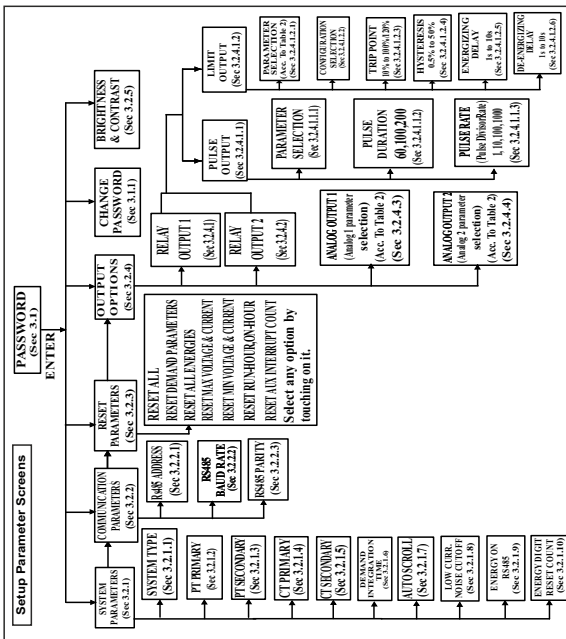 Setup Parameter Screens
PASSWORD
(Sec 3.1)
ENTER
SYSTEM
PARAMETERS
(Sec 3.2.1)
COMMUNICATION
PARAMETERS
(Sec 3.2.2)
RESET
PARAMETERS
(Sec 3.2.3)
OUTPUT
OPTIONS
(Sec 3.2.4)
CHANGE
PASSWORD
(Sec 3.1.1)
BRIGHTNESS
& CONTRAST
(Sec 3.2.5)
SYSTEM TYPE
(Sec 3.2.1.1)
PT PRIMARY
(Sec 3.2.1.2)
PT SECONDARY
(Sec 3.2.1.3)
CT PRIMARY
(Sec 3.2.1.4)
CT SECONDARY
(Sec 3.2.1.5)
DEMAND
INTEGRATION
TIME
(Sec 3.2.1.6)
AUTO SCROLL
(Sec 3.2.1.7)
LOW CURR.
NOISE CUTOFF
(Sec 3.2.1.8)
ENERGY ON
RS485
(Sec 3.2.1.9)
ENERGY DIGIT
RESET COUNT
(Sec 3.2.1.10)
Rs485 ADDRESS
(Sec 3.2.2.1)
RS485
BAUD RATE
(Sec 3.2.2.2)
RS485 PARITY
(Sec 3.2.2.3)
RESET ALL
RESET DEMAND PARAMETERS
RESET ALL ENERGIES
RESET MAX VOLTAGE & CURRENT
RESET MIN VOLTAGE & CURRENT
RESET RUN-HOUR,ON-HOUR
RESET AUX INTERRUPT COUNT
Select any option by
touching on it.
RELAY
OUTPUT 1
(Sec 3.2.4.1)
RELAY
OUTPUT 2
(Sec 3.2.4.2)
ANALOG OUTPUT 1
(Analog 1 parameter
selection)
(Acc. To Table 2)
(Sec 3.2.4.3)
ANALOG OUTPUT 2
(Analog 2 parameter
selection)
(Acc. To Table 2)
(Sec 3.2.4.4)
PULSE
OUTPUT
(Sec 3.2.4.1.1)
LIMIT
OUTPUT
(Sec 3.2.4.1.2)
PARAMETER
SELECTION
(Sec 3.2.4.1.1.1)
PULSE
DURATION
60,100,200
(Sec 3.2.4.1.1.2)
PULSE RATE
(Pulse Divisor Rate)
1, 10, 100, 1000
(Sec 3.2.4.1.1.3)
PARAMETER
SELECTION
(Acc. To Table 2)
(Sec 3.2.4.1.2.1)
CONFIGURATION
SELECTION
(Sec 3.2.4.1.2.2)
TRIP POINT
10% to 100%/120%
(Sec 3.2.4.1.2.3)
HYSTERESIS
0.5% to 50%
(Sec 3.2.4.1.2.4)
ENERGIZING
DELAY
1s to 10s
(Sec 3.2.4.1.2.5)
DE-ENERGIZING
DELAY
1s to 10s
(Sec 3.2.4.1.2.6)